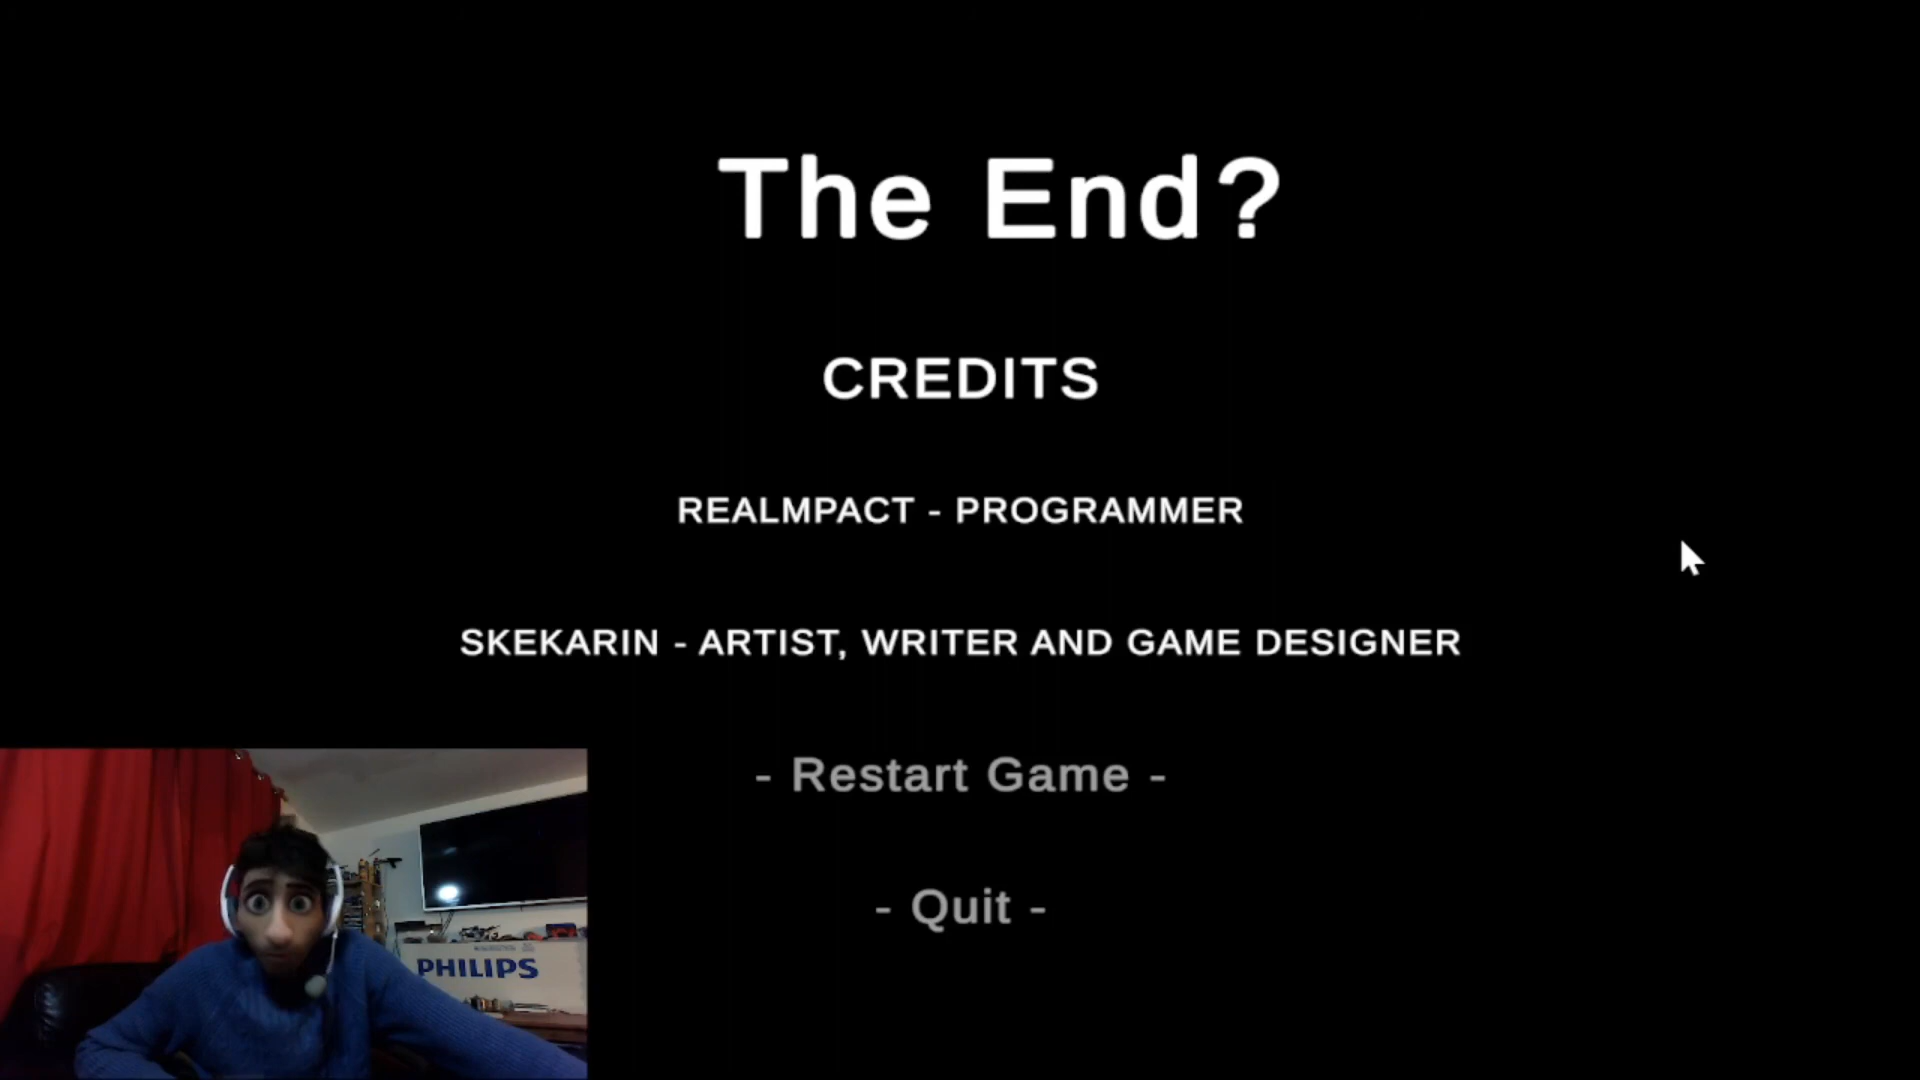 The End?
CREDITS
REALMPACT - PROGRAMMER
SKEKARIN - ARTIST, WRITER AND GAME DESIGNER
- Restart Game -
- Quit -
PHILIPS